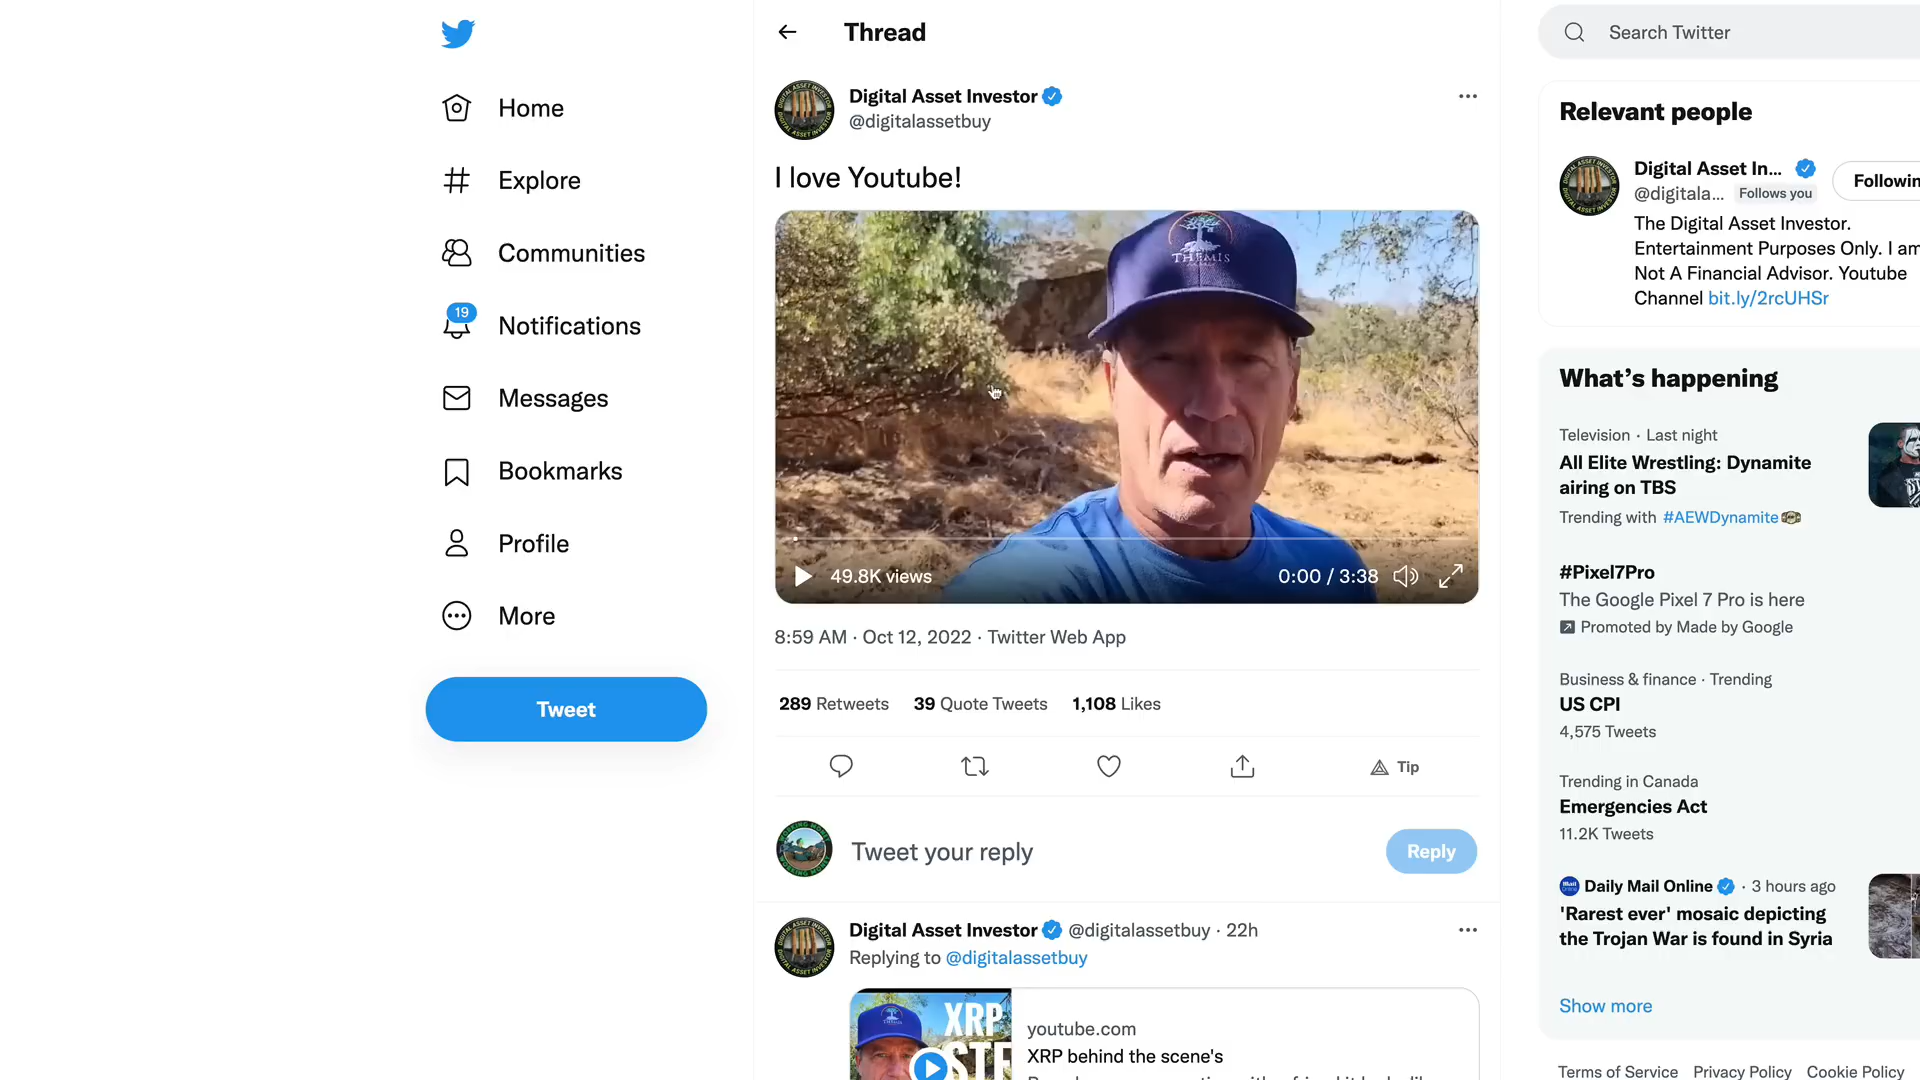 Thread
Search Twitter
Home
Explore
Communities
19
Notifications
Messages
Bookmarks
Profile
More
Tweet
Digital Asset Investor
@digitalassetbuy
I love Youtube!
THEMIS
49.8K views
0:00 / 3:38
8:59 AM · Oct 12, 2022 · Twitter Web App
289 Retweets 39 Quote Tweets 1,108 Likes
Tip
Tweet your reply
Reply
Digital Asset Investor @digitalassetbuy · 22h
Replying to @digitalassetbuy
XRP
youtube.com
XRP behind the scene's
Relevant people
Digital Asset In...
@digitala... Follows you
Followin
The Digital Asset Investor.
Entertainment Purposes Only. I am
Not A Financial Advisor. Youtube
Channel bit.ly/2rcUHSr
What's happening
Television · Last night
All Elite Wrestling: Dynamite
airing on TBS
Trending with #AEWDynamite
#Pixel7Pro
The Google Pixel 7 Pro is here
Promoted by Made by Google
Business & finance · Trending
US CPI
4,575 Tweets
Trending in Canada
Emergencies Act
11.2K Tweets
Daily Mail Online · 3 hours ago
'Rarest ever' mosaic depicting
the Trojan War is found in Syria
Show more
Terms of Service Privacy Policy Cookie Policy